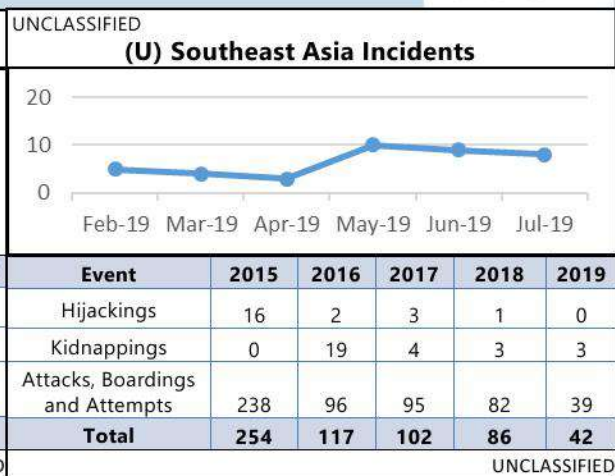 UNCLASSIFIED
(U) Southeast Asia Incidents
20
10
0
Feb-19 Mar-19 Apr-19 May-19 Jun-19 Jul-19
Event 2015 2016 2017 2018 2019
Hijackings 16 2 3 1 0
Kidnappings 0 19 4 3 3
Attacks, Boardings
and Attempts 238 96 95 82 39
Total 254 117 102 86 42
UNCLASSIFIED